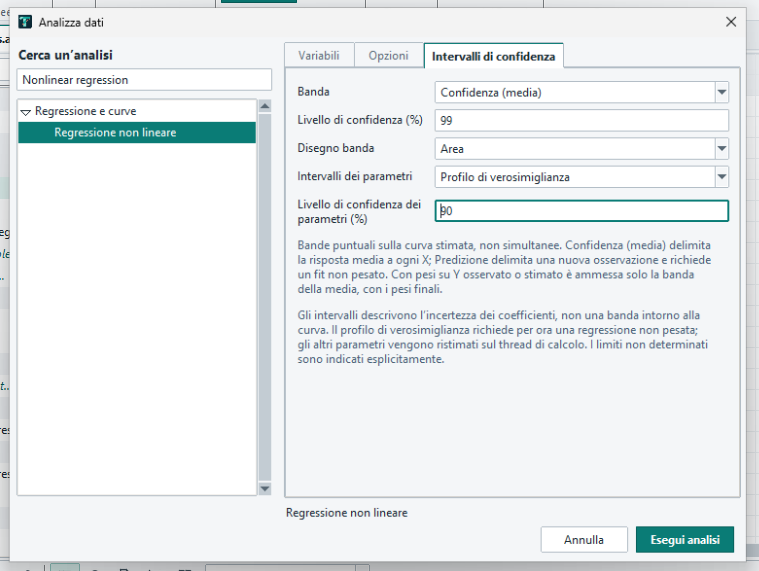 Analizza dati
Cerca un'analisi
Nonlinear regression
Regressione e curve
Regressione non lineare
Variabili
Opzioni
Intervalli di confidenza
Banda
Confidenza (media)
Livello di confidenza (%)
99
Disegno banda
Area
Intervalli dei parametri
Profilo di verosimiglianza
Livello di confidenza dei
parametri (%)
90
Bande puntuali sulla curva stimata, non simultanee. Confidenza (media) delimita
la risposta media a ogni X; Predizione delimita una nuova osservazione e richiede
un fit non pesato. Con pesi su Y osservato o stimato è ammessa solo la banda
della media, con i pesi finali.
Gli intervalli descrivono l'incertezza dei coefficienti, non una banda intorno alla
curva. Il profilo di verosimiglianza richiede per ora una regressione non pesata;
gli altri parametri vengono ristimati sul thread di calcolo. I limiti non determinati
sono indicati esplicitamente.
Regressione non lineare
Annulla
Esegui analisi